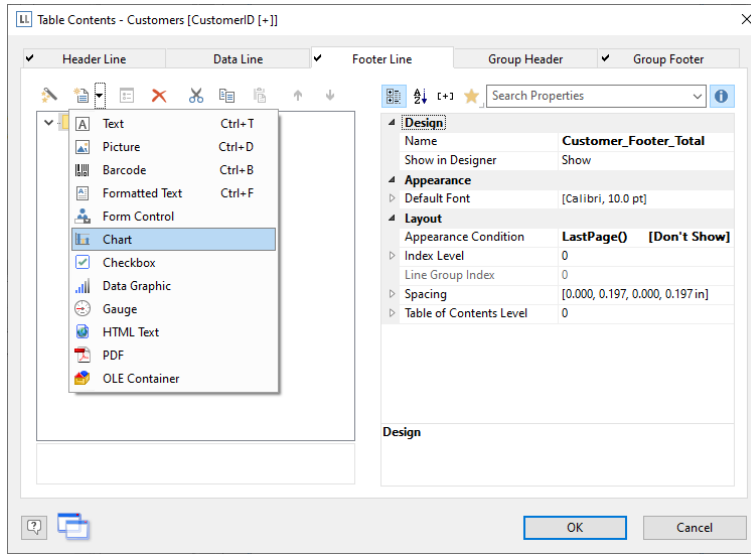 LL Table Contents - Customers [CustomerID [+]]
Header Line Data Line Footer Line Group Header Group Footer
Search Properties
Text Ctrl+T
Picture Ctrl+D
Barcode Ctrl+B
Formatted Text Ctrl+F
Form Control
Chart
Checkbox
Data Graphic
Gauge
HTML Text
PDF
OLE Container
Design
Name Customer_Footer_Total
Show in Designer Show
Appearance
Default Font [Calibri, 10.0 pt]
Layout
Appearance Condition LastPage() [Don't Show]
Index Level 0
Line Group Index 0
Spacing [0.000, 0.197, 0.000, 0.197 in]
Table of Contents Level 0
Design
OK Cancel